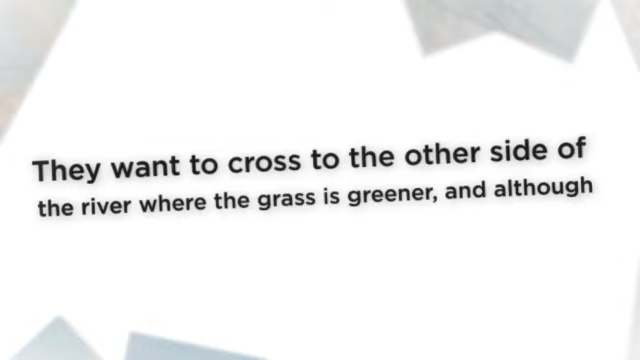 They want to cross to the other side of
the river where the grass is greener, and although